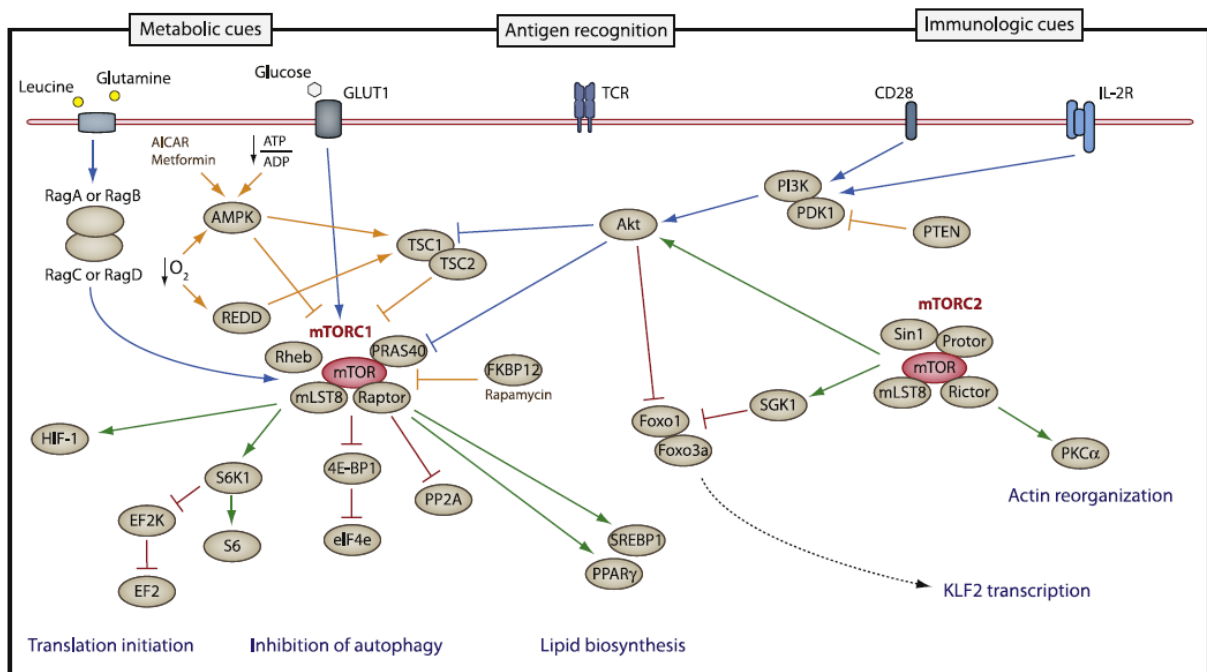 Metabolic cues
Antigen recognition
Immunologic cues
Leucine
Glutamine
Glucose
GLUT1
TCR
CD28
IL-2R
AICAR
Metformin
ATP
ADP
RagA or RagB
RagC or RagD
AMPK
O2
REDD
TSC1
TSC2
Akt
PI3K
PDK1
PTEN
mTORC1
Rheb
PRAS40
mTOR
mLST8
Raptor
FKBP12
Rapamycin
mTORC2
Sin1
Protor
mTOR
mLST8
Rictor
SGK1
Foxo1
Foxo3a
PKCα
Actin reorganization
HIF-1
S6K1
4E-BP1
PP2A
EF2K
S6
eIF4e
EF2
SREBP1
PPARγ
KLF2 transcription
Translation initiation
Inhibition of autophagy
Lipid biosynthesis